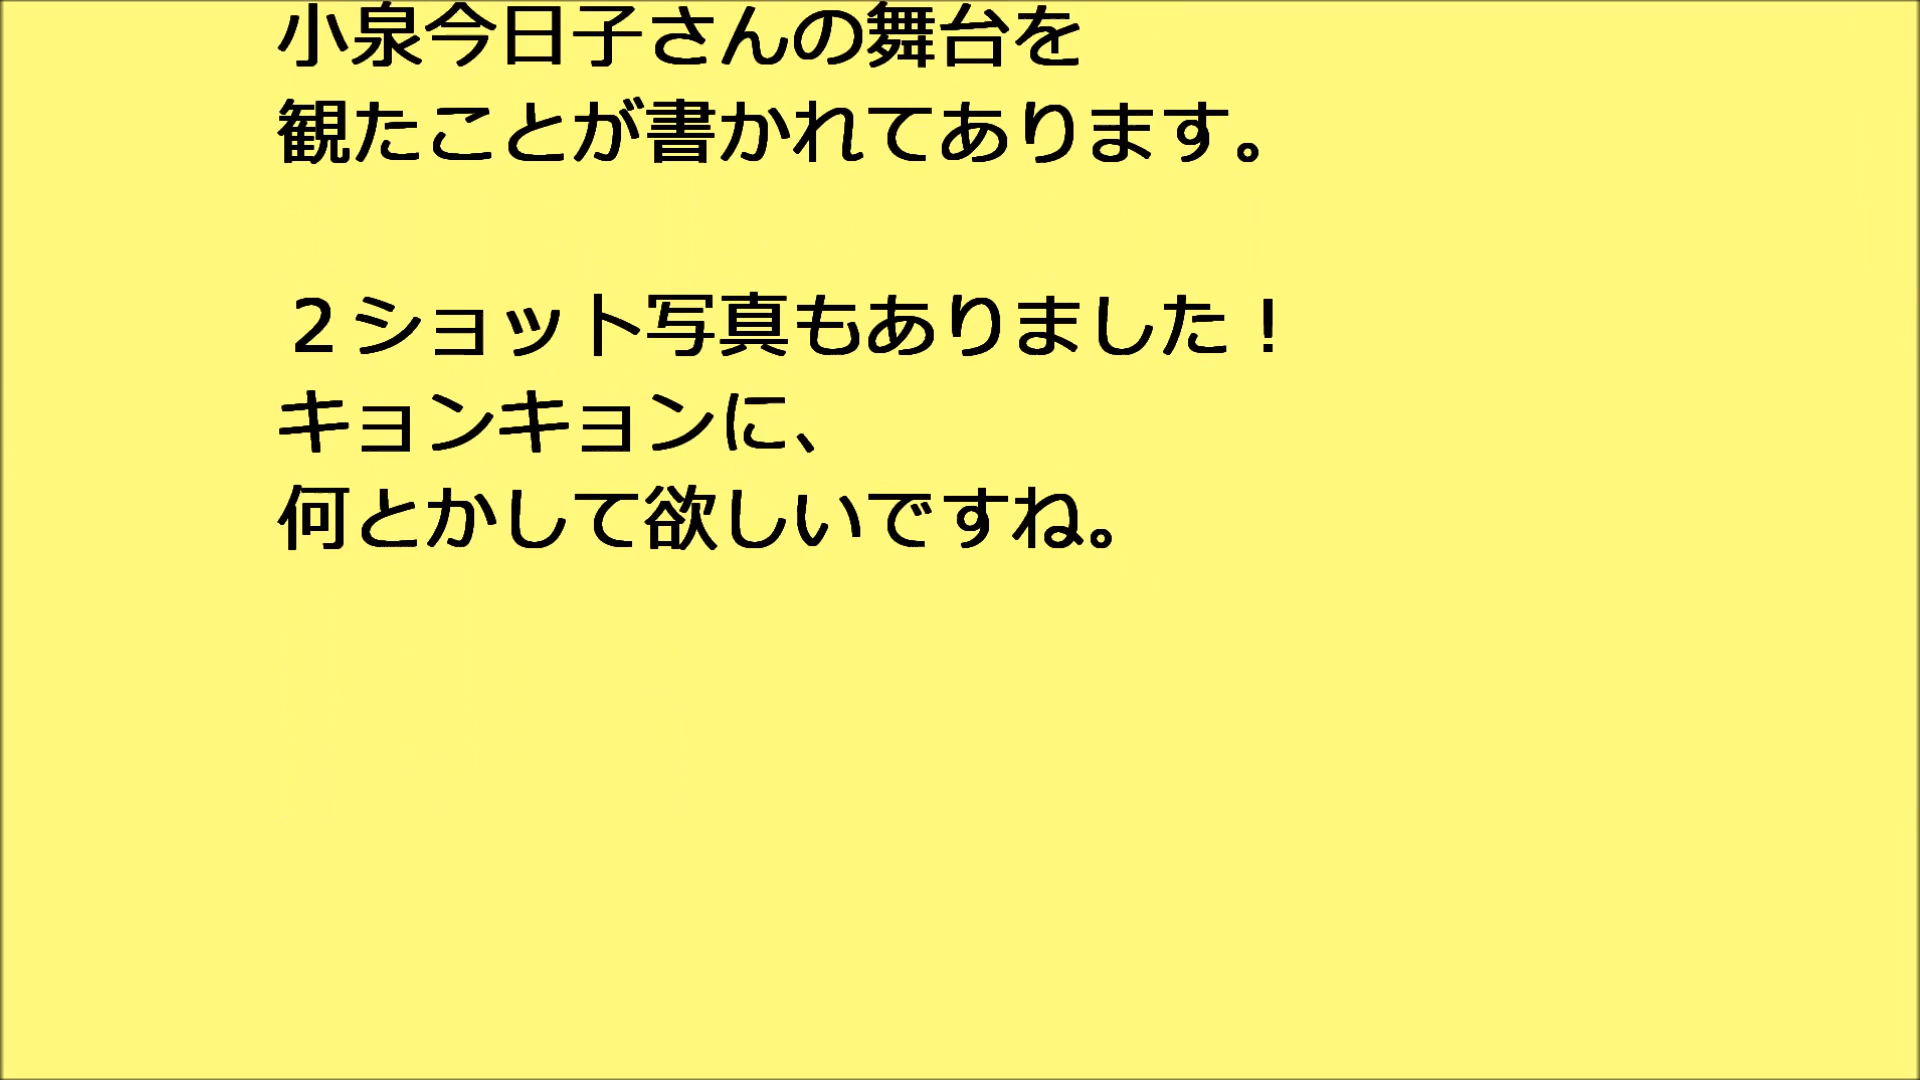 小泉今日子さんの舞台を
観たことが書かれてあります。
２ショット写真もありました！
キョンキョンに、
何とかして欲しいですね。